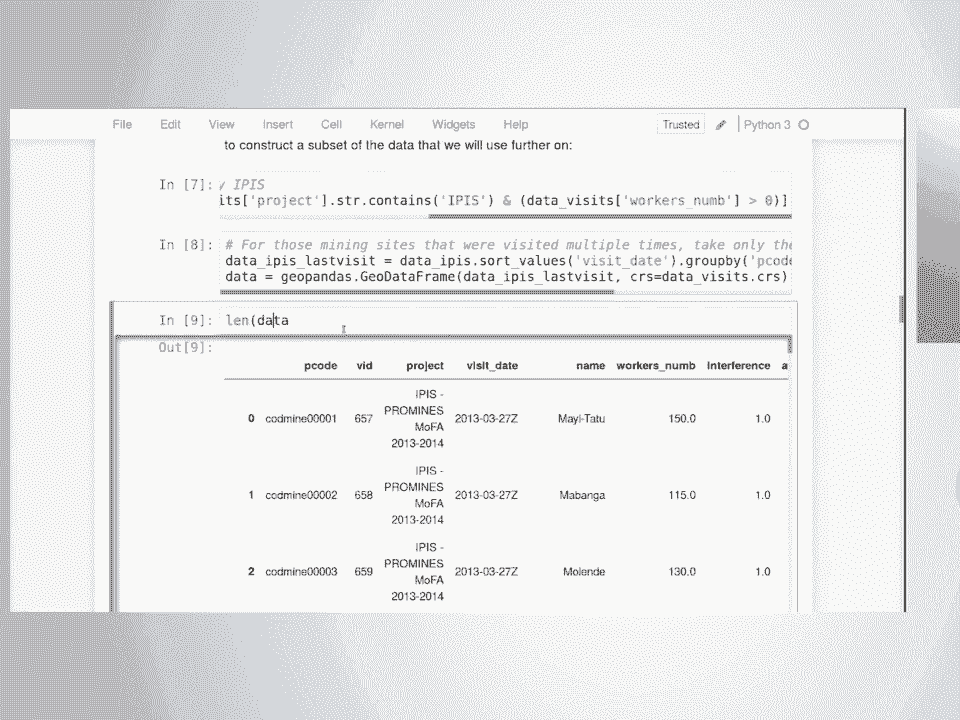 File Edit View Insert Cell Kernel Widgets Help Trusted Python 3
to construct a subset of the data that we will use further on:
In [7]: IPIS
its['project'].str.contains('IPIS') & (data_visits['workers_numb'] > 0)]
In [8]: # For those mining sites that were visited multiple times, take only the
data_ipis_lastvisit = data_ipis.sort_values('visit_date').groupby('pcode
data = geopandas.GeoDataFrame(data_ipis_lastvisit, crs=data_visits.crs)
In [9]: len(data
Out[9]:
pcode vid project visit_date name workers_numb interference a
IPIS -
PROMINES
0 codmine00001 657 MoFA 2013-03-27Z Mayi-Tatu 150.0 1.0
2013-2014
IPIS -
PROMINES
1 codmine00002 658 MoFA 2013-03-27Z Mabanga 115.0 1.0
2013-2014
IPIS -
PROMINES
2 codmine00003 659 MoFA 2013-03-27Z Molende 130.0 1.0
2013-2014